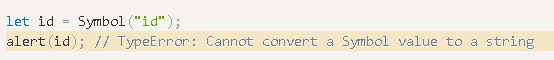 let id = Symbol("id");
alert(id); // TypeError: Cannot convert a Symbol value to a string